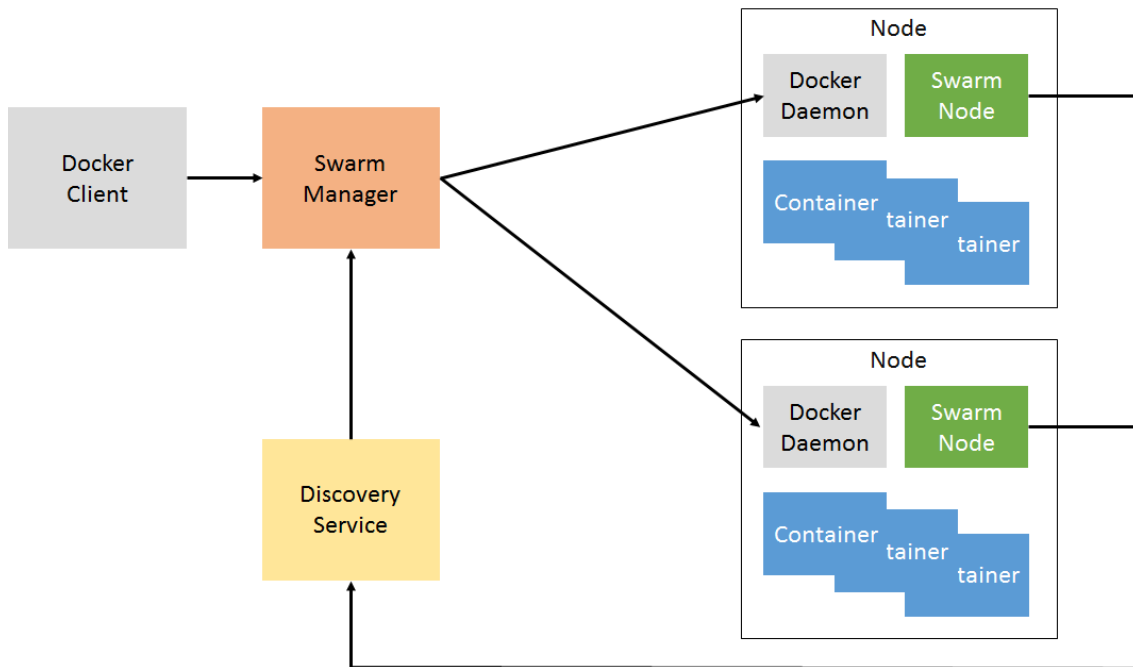 Node
Docker
Daemon
Swarm
Node
Container
tainer
tainer
Docker
Client
Swarm
Manager
Node
Docker
Daemon
Swarm
Node
Container
tainer
tainer
Discovery
Service